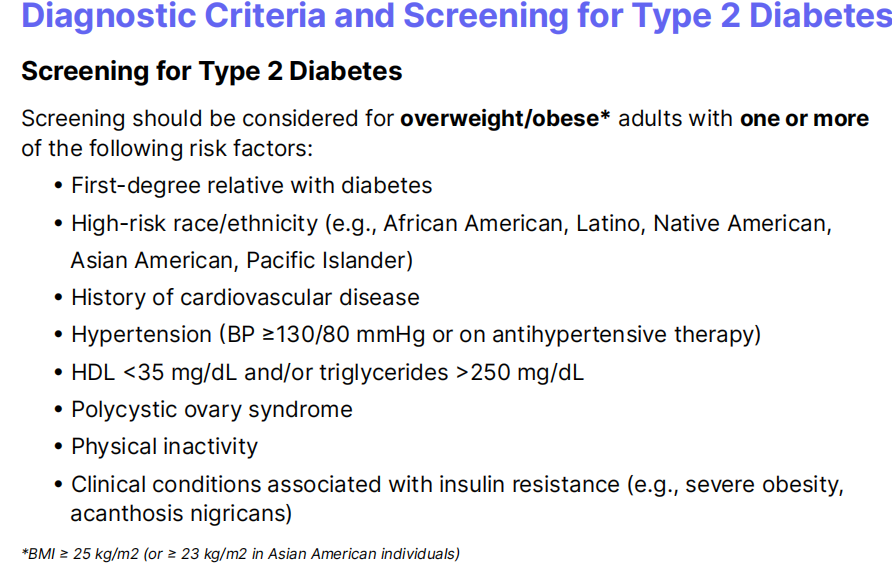 Diagnostic Criteria and Screening for Type 2 Diabetes
Screening for Type 2 Diabetes
Screening should be considered for overweight/obese* adults with one or more
of the following risk factors:
• First-degree relative with diabetes
• High-risk race/ethnicity (e.g., African American, Latino, Native American,
Asian American, Pacific Islander)
• History of cardiovascular disease
• Hypertension (BP ≥130/80 mmHg or on antihypertensive therapy)
• HDL <35 mg/dL and/or triglycerides >250 mg/dL
• Polycystic ovary syndrome
• Physical inactivity
• Clinical conditions associated with insulin resistance (e.g., severe obesity,
acanthosis nigricans)
*BMI ≥ 25 kg/m2 (or ≥ 23 kg/m2 in Asian American individuals)